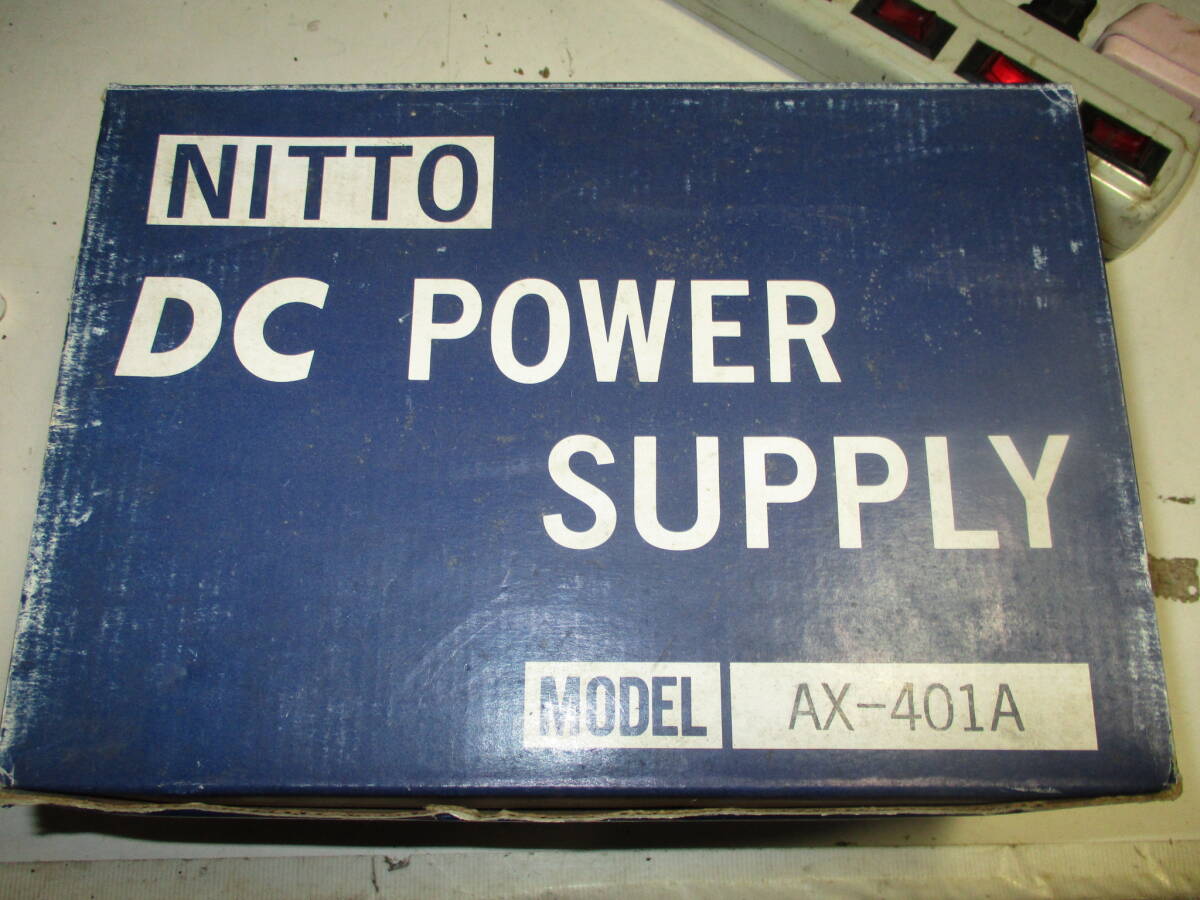 NITTO
DC POWER
SUPPLY
MODEL AX-401A